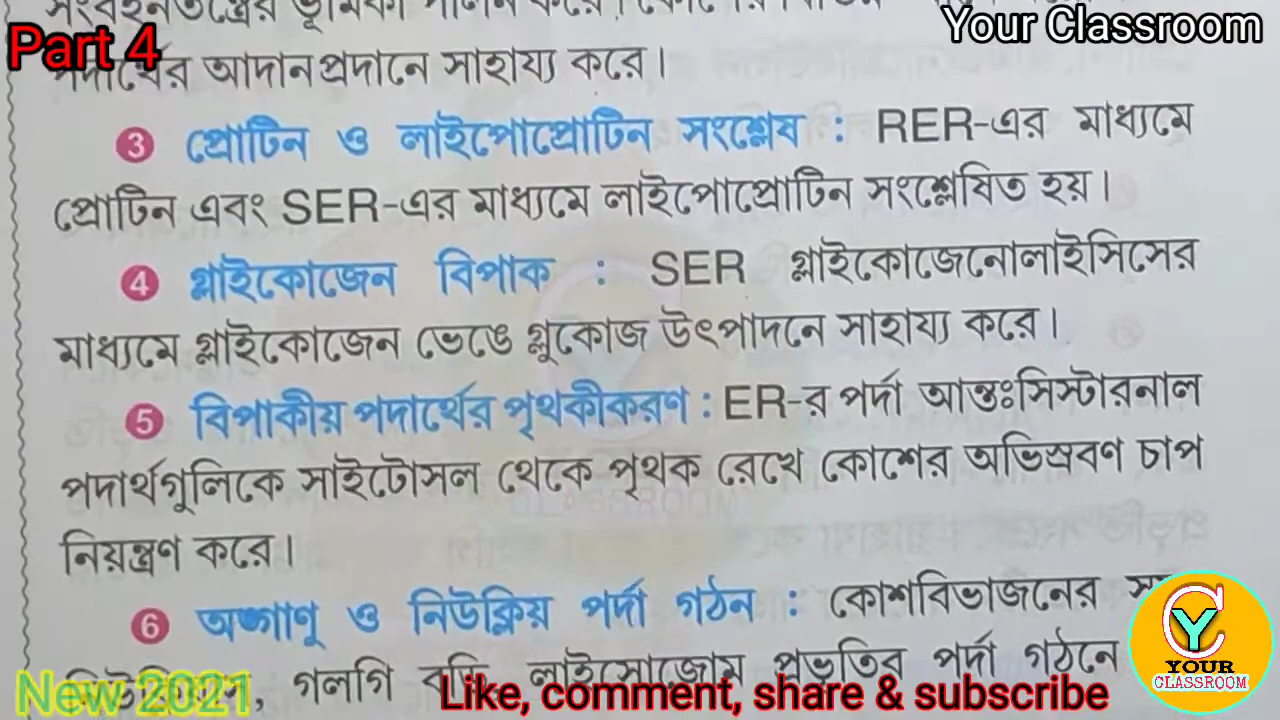 Part 4
Your Classroom
পদার্থের আদানপ্রদানে সাহায্য করে।
3 প্রোটিন ও লাইপোপ্রোটিন সংশ্লেষ : RER-এর মাধ্যমে
প্রোটিন এবং SER-এর মাধ্যমে লাইপোপ্রোটিন সংশ্লেষিত হয়।
4 গ্লাইকোজেন বিপাক : SER গ্লাইকোজেনোলাইসিসের
মাধ্যমে গ্লাইকোজেন ভেঙে গ্লুকোজ উৎপাদনে সাহায্য করে।
5 বিপাকীয় পদার্থের পৃথকীকরণ : ER-র পর্দা আন্তঃসিস্টারনাল
পদার্থগুলিকে সাইটোসল থেকে পৃথক রেখে কোশের অভিস্রবণ চাপ
নিয়ন্ত্রণ করে।
6 অঙ্গাণু ও নিউক্লিয় পর্দা গঠন : কোশবিভাজনের
গলগি বডি, লাইসোজোম প্রভৃতির পর্দা গঠনে
New 2021
Like, comment, share & subscribe
YOUR
CLASSROOM